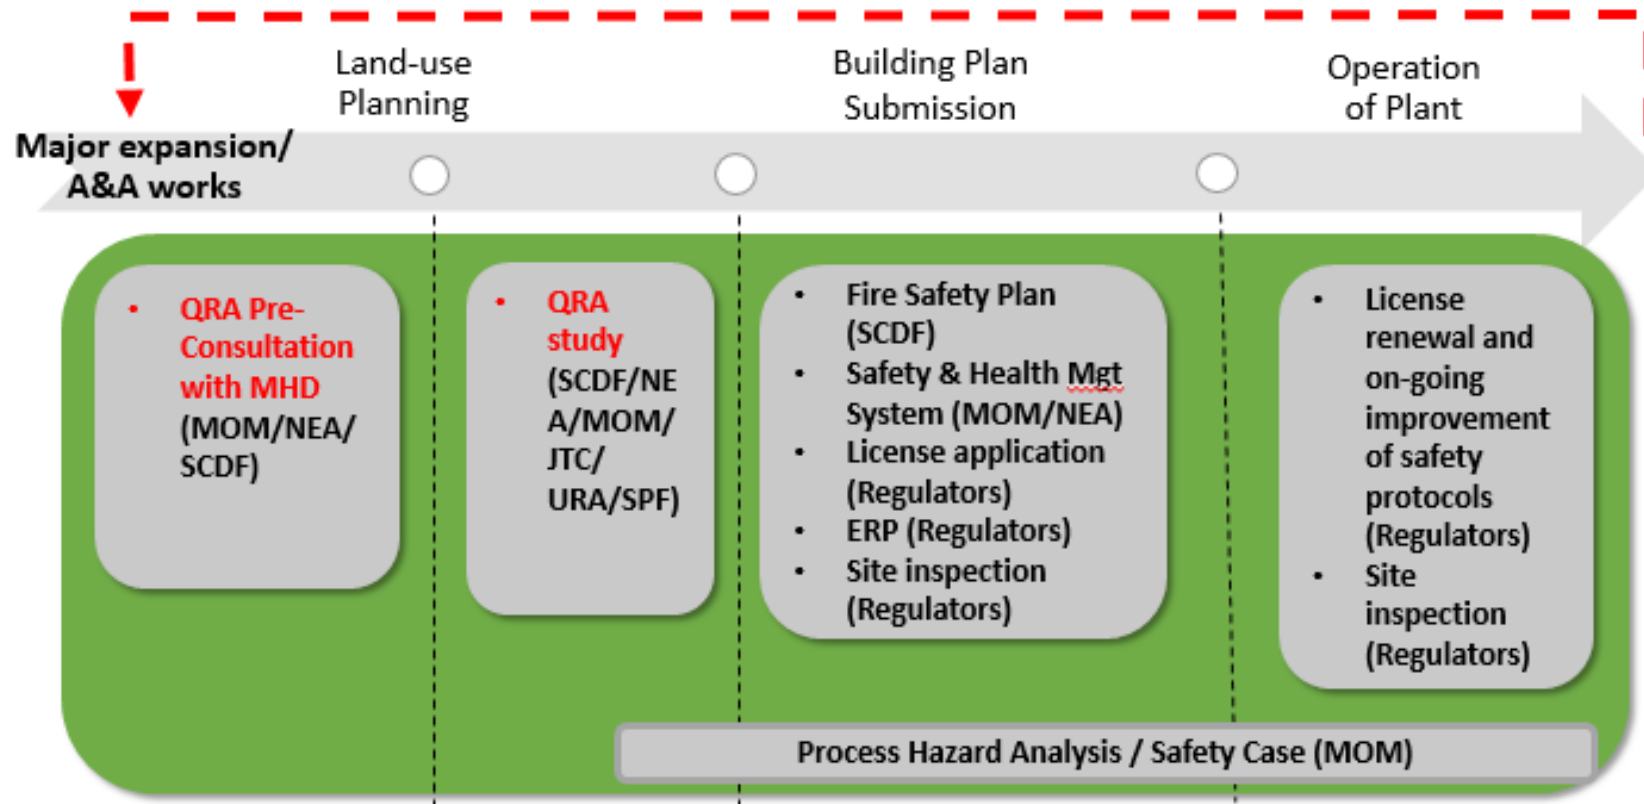 Land-use
Planning
Building Plan
Submission
Operation
of Plant
Major expansion/
A&A works
• QRA Pre-
Consultation
with MHD
(MOM/NEA/
SCDF)
• QRA
study
(SCDF/NE
A/MOM/
JTC/
URA/SPF)
• Fire Safety Plan
(SCDF)
• Safety & Health Mgt
System (MOM/NEA)
• License application
(Regulators)
• ERP (Regulators)
• Site inspection
(Regulators)
• License
renewal and
on-going
improvement
of safety
protocols
(Regulators)
• Site
inspection
(Regulators)
Process Hazard Analysis / Safety Case (MOM)